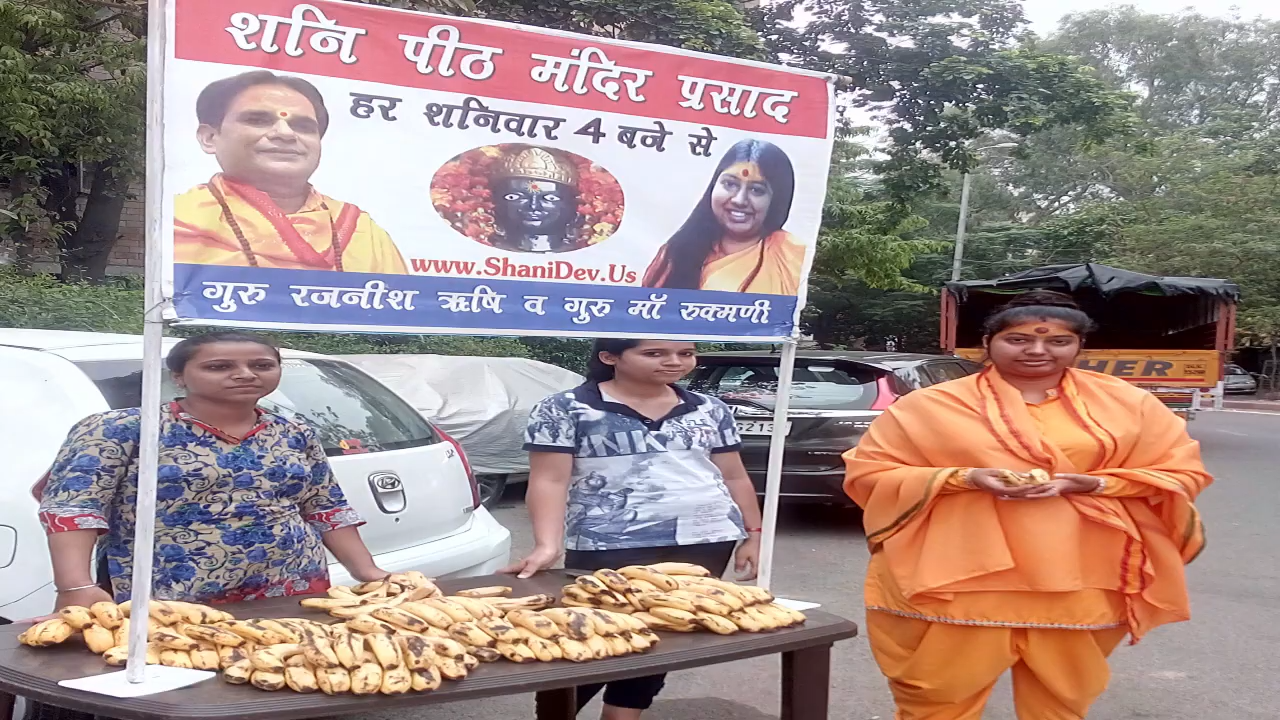 शनि पीठ मंदिर प्रसाद
हर शनिवार 4 बजे से
www.ShaniDev.Us
गुरु रजनीश ऋषि व गुरु माँ रुक्मणी
HER